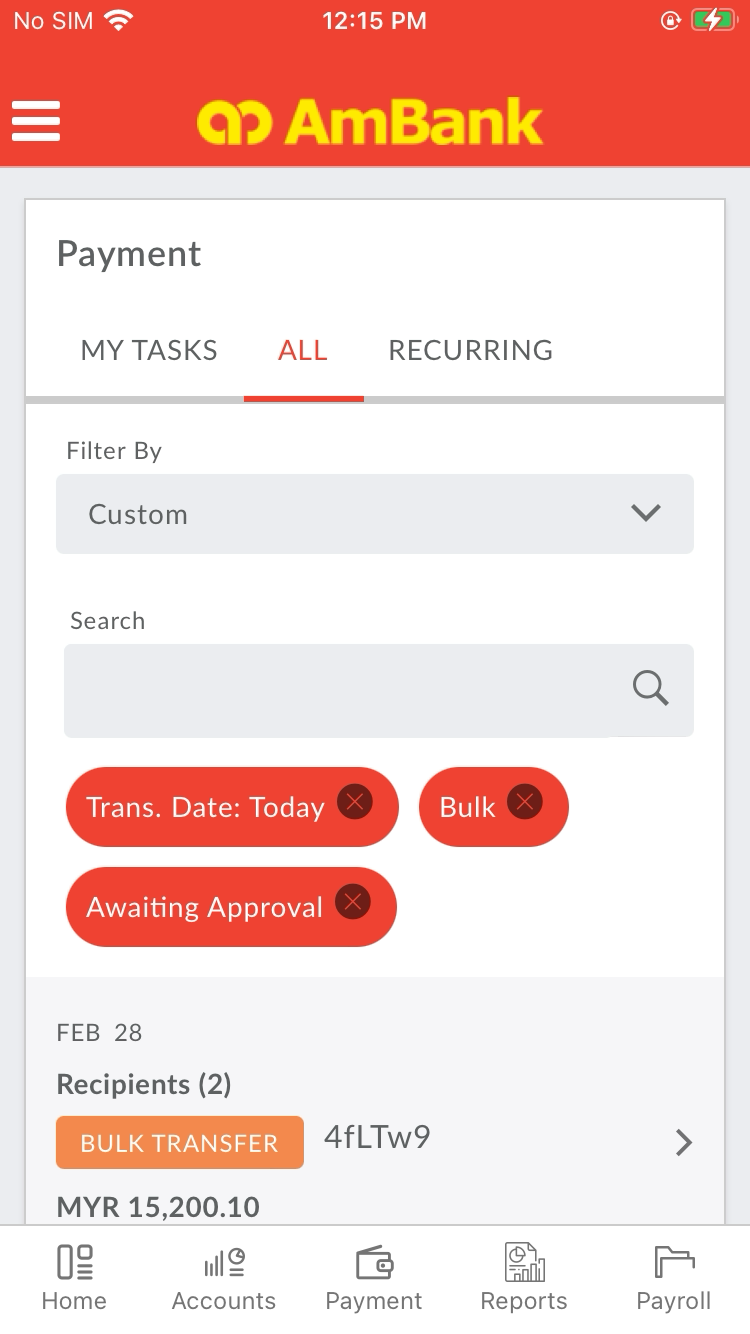 No SIM 12:15 PM
AmBank
Payment
MY TASKS ALL RECURRING
Filter By
Custom
Search
Trans. Date: Today Bulk
Awaiting Approval
FEB 28
Recipients (2)
BULK TRANSFER 4fLTw9
MYR 15,200.10
Home Accounts Payment Reports Payroll